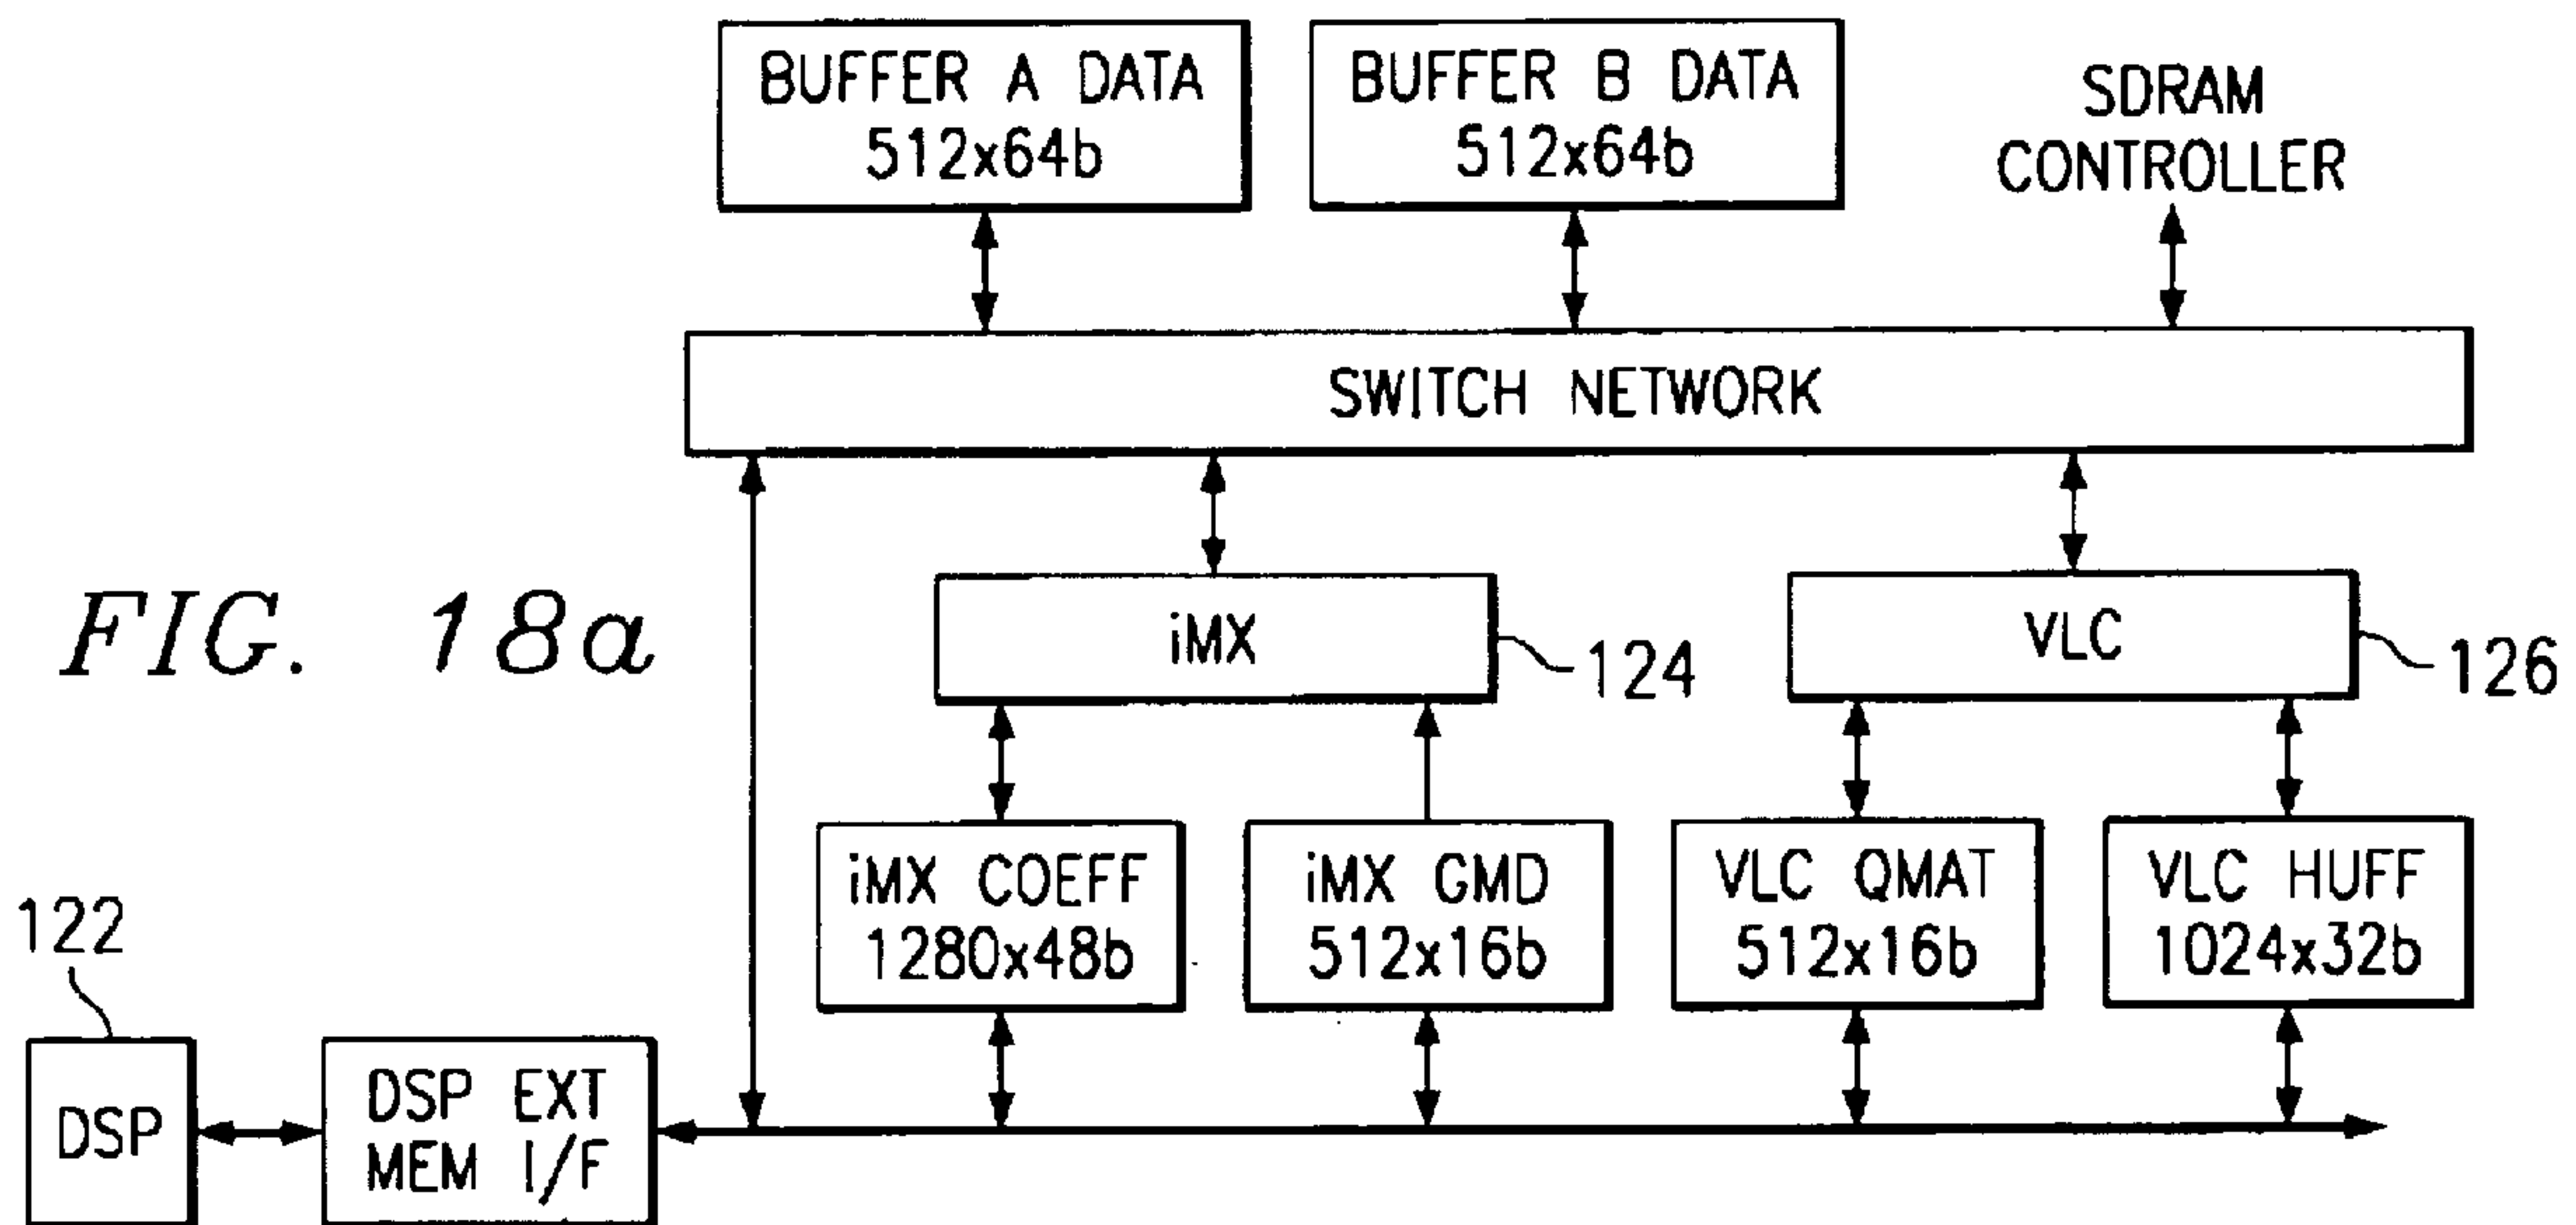 BUFFER A DATA
512x64b
BUFFER B DATA
512x64b
SDRAM
CONTROLLER
SWITCH NETWORK
FIG. 18a
iMX
124
VLC
126
iMX COEFF
1280x48b
iMX GMD
512x16b
VLC QMAT
512x16b
VLC HUFF
1024x32b
122
DSP
DSP EXT
MEM I/F